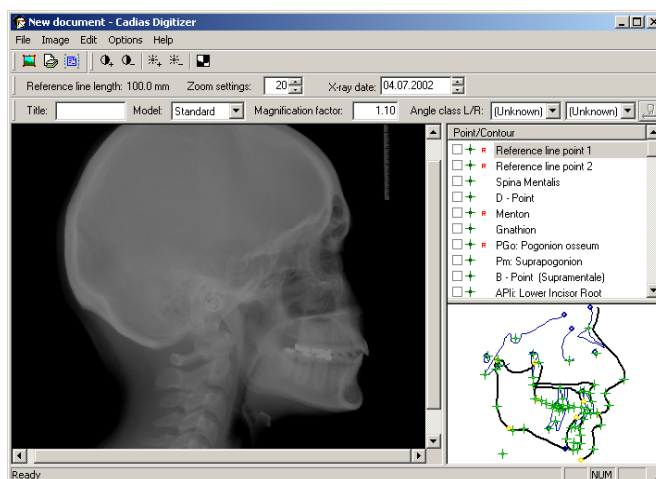 New document - Cadias Digitizer
File Image Edit Options Help
Reference line length: 100.0 mm Zoom settings: 20 X-ray date: 04.07.2002
Title: Model: Standard Magnification factor: 1.10 Angle class L/R: (Unknown) (Unknown)
Point/Contour
R Reference line point 1
R Reference line point 2
Spina Mentalis
D - Point
R Menton
Gnathion
R PGo: Pogonion osseum
Pm: Suprapogonion
B - Point (Supramentale)
APIi: Lower Incisor Root
Ready NUM